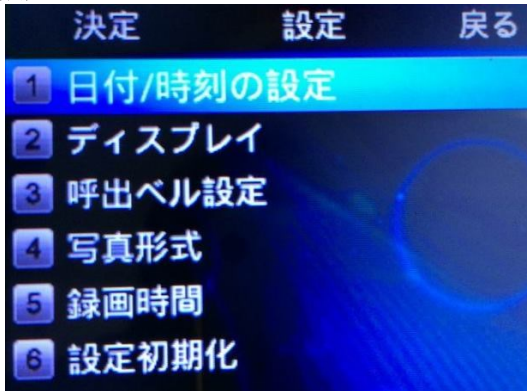 決定 設定 戻る
1 日付/時刻の設定
2 ディスプレイ
3 呼出ベル設定
4 写真形式
5 録画時間
6 設定初期化